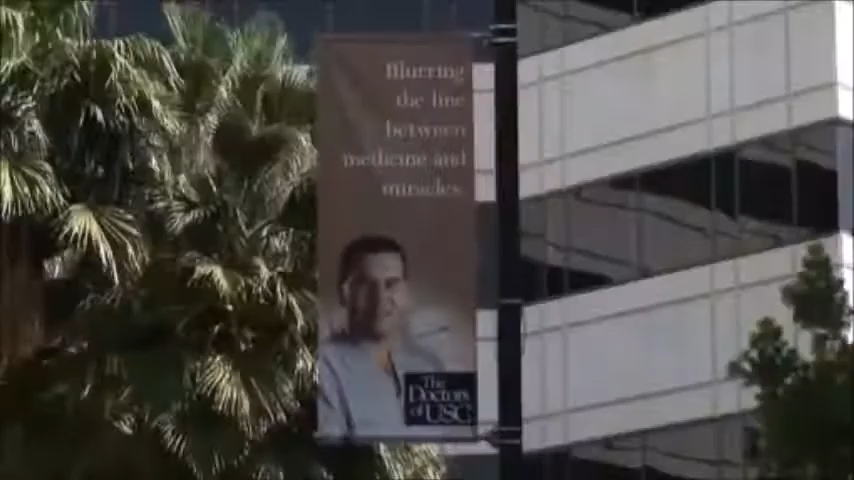 Blurring
the line
between
medicine and
miracles.
The
Doctors
of USC